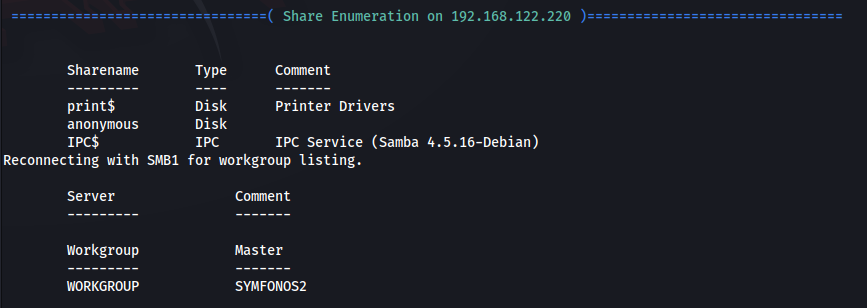 ================================( Share Enumeration on 192.168.122.220 )================================
Sharename Type Comment
--------- ---- -------
print$ Disk Printer Drivers
anonymous Disk
IPC$ IPC IPC Service (Samba 4.5.16-Debian)
Reconnecting with SMB1 for workgroup listing.
Server Comment
--------- -------
Workgroup Master
--------- -------
WORKGROUP SYMFONOS2